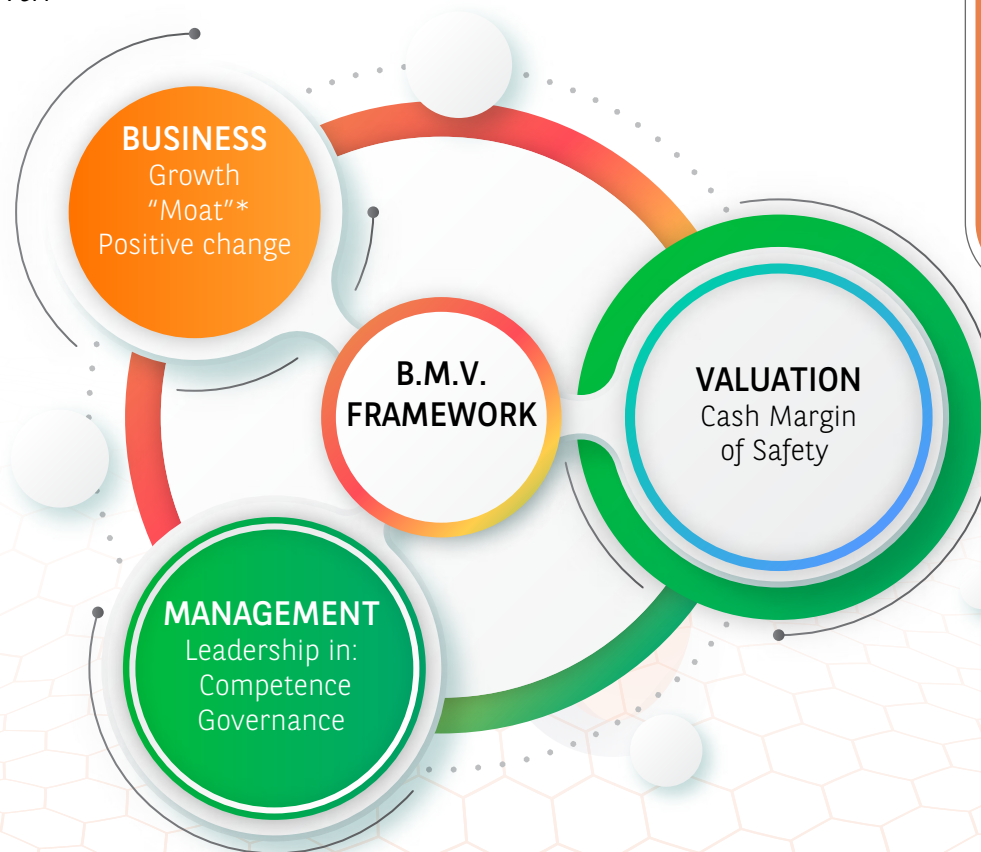 BUSINESS
Growth
“Moat”*
Positive change
B.M.V.
FRAMEWORK
VALUATION
Cash Margin
of Safety
MANAGEMENT
Leadership in:
Competence
Governance